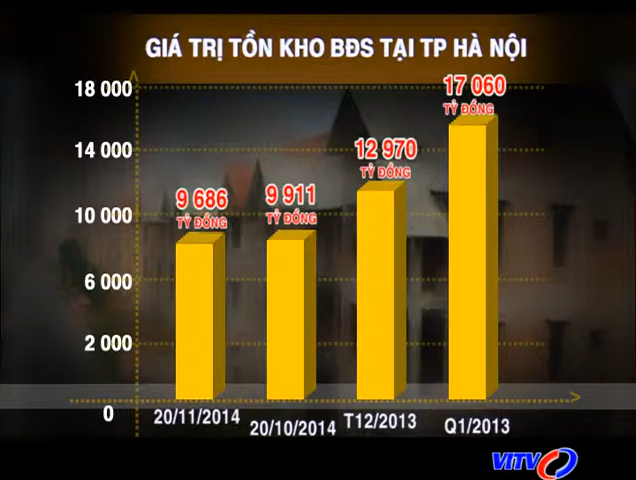 GIÁ TRỊ TỒN KHO BĐS TẠI TP HÀ NỘI
18 000
14 000
10 000
6 000
2 000
0
9 686
TỶ ĐỒNG
9 911
TỶ ĐỒNG
12 970
TỶ ĐỒNG
17 060
TỶ ĐỒNG
20/11/2014
20/10/2014
T12/2013
Q1/2013
VITV